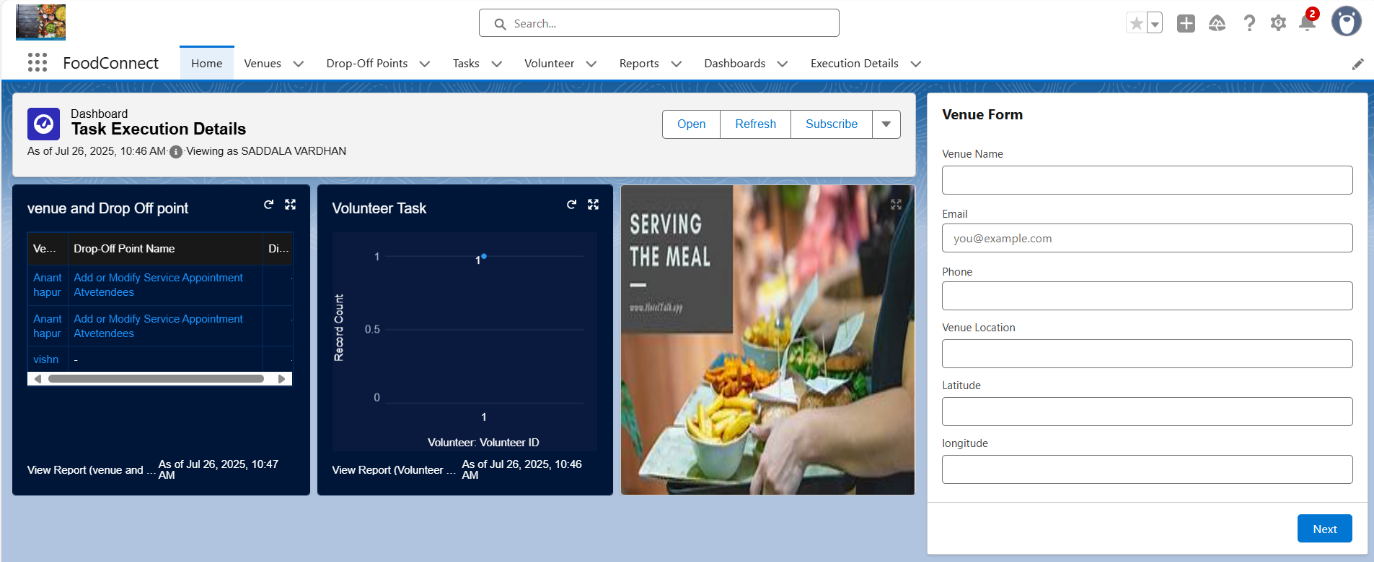 Search...
2
FoodConnect
Home
Venues
Drop-Off Points
Tasks
Volunteer
Reports
Dashboards
Execution Details
Dashboard
Task Execution Details
As of Jul 26, 2025, 10:46 AM·Viewing as SADDALA VARDHAN
Open
Refresh
Subscribe
venue and Drop Off point
Ve... Drop-Off Point Name Di...
Anant
hapur
Add or Modify Service Appointment
Atvetendees
Anant
hapur
Add or Modify Service Appointment
Atvetendees
vishn -
View Report (venue and ...
As of Jul 26, 2025, 10:47
AM
Volunteer Task
Record Count
1
0.5
0
1
1
Volunteer: Volunteer ID
View Report (Volunteer ...
As of Jul 26, 2025, 10:46
AM
SERVING
THE MEAL
www.HotelTalk.app
Venue Form
Venue Name
Email
you@example.com
Phone
Venue Location
Latitude
longitude
Next